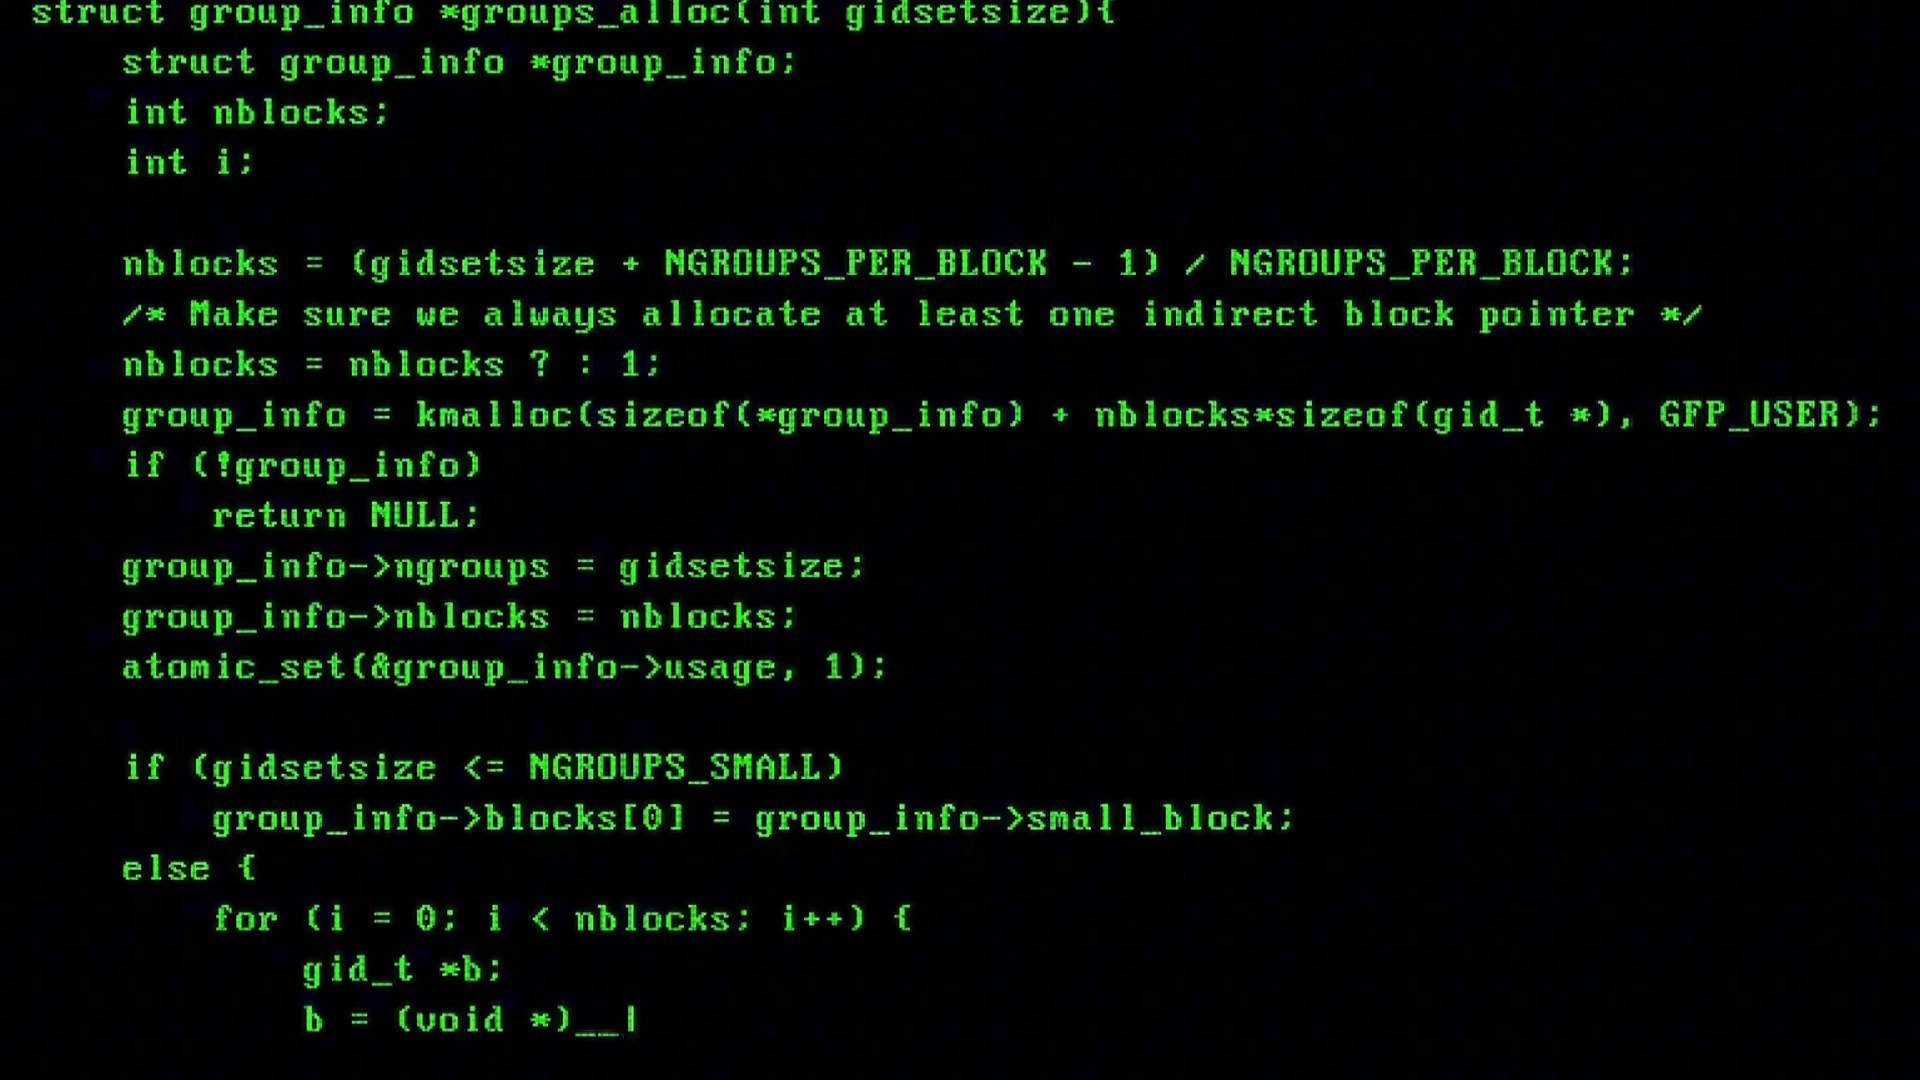 struct group_info *groups_alloc(int gidsetsize){
struct group_info *group_info;
int nblocks;
int i;
nblocks = (gidsetsize + NGROUPS_PER_BLOCK - 1) / NGROUPS_PER_BLOCK;
/* Make sure we always allocate at least one indirect block pointer */
nblocks = nblocks ? : 1;
group_info = kmalloc(sizeof(*group_info) + nblocks*sizeof(gid_t *), GFP_USER);
if (!group_info)
return NULL;
group_info->ngroups = gidsetsize;
group_info->nblocks = nblocks;
atomic_set(&group_info->usage, 1);
if (gidsetsize <= NGROUPS_SMALL)
group_info->blocks[0] = group_info->small_block;
else {
for (i = 0; i < nblocks; i++) {
gid_t *b;
b = (void *)__|